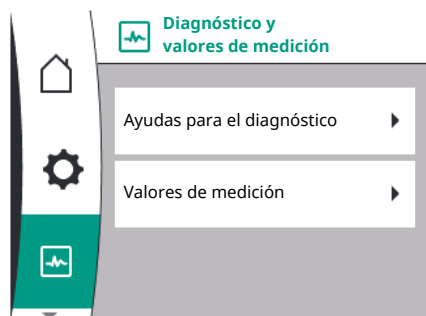 Diagnóstico y
valores de medición
Ayudas para el diagnóstico
Valores de medición